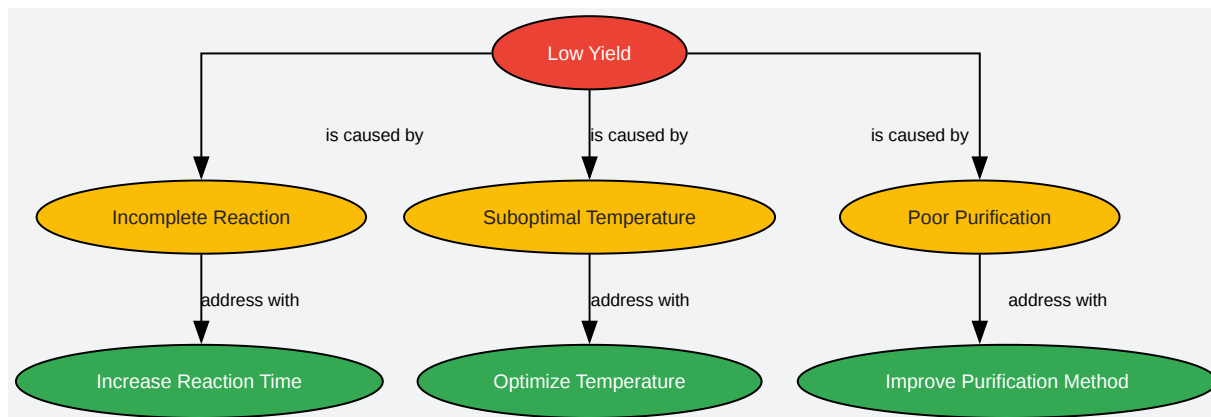 Low Yield
is caused by
is caused by
is caused by
Incomplete Reaction
Suboptimal Temperature
Poor Purification
address with
address with
address with
Increase Reaction Time
Optimize Temperature
Improve Purification Method